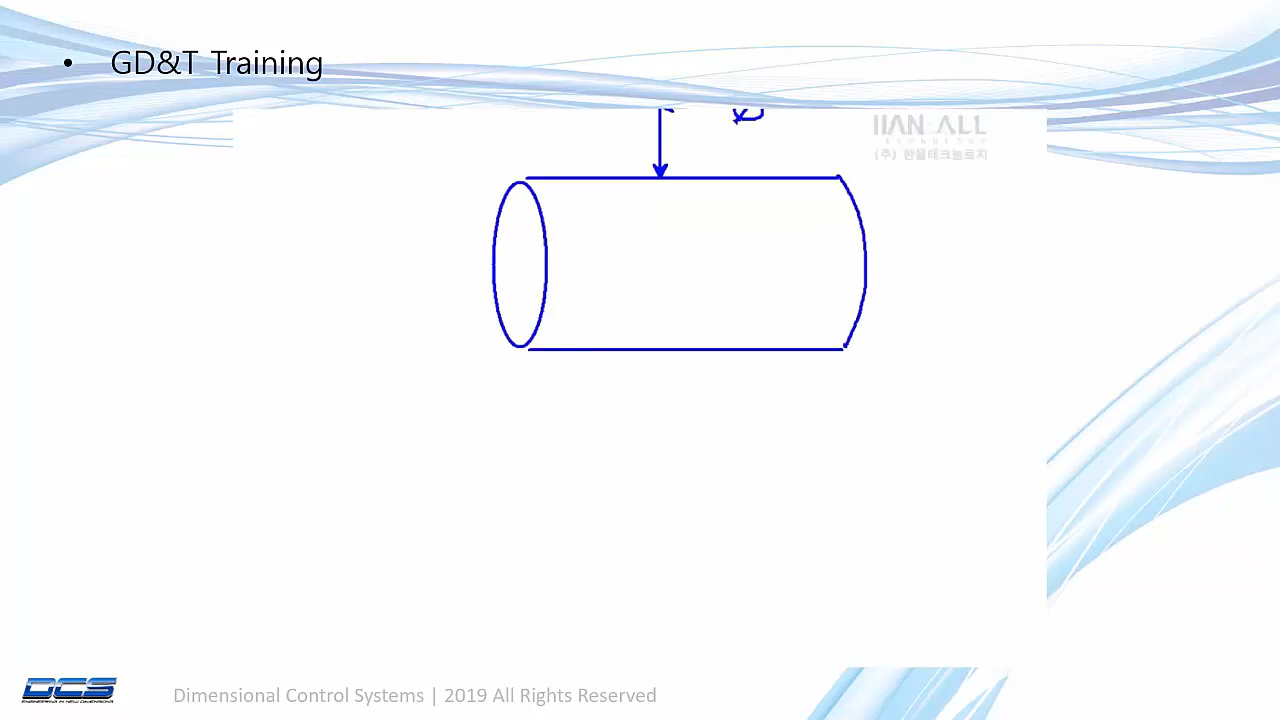 • GD&T Training
HAN·ALL
(주) 한올테크놀로지
DCS
Dimensional Control Systems | 2019 All Rights Reserved